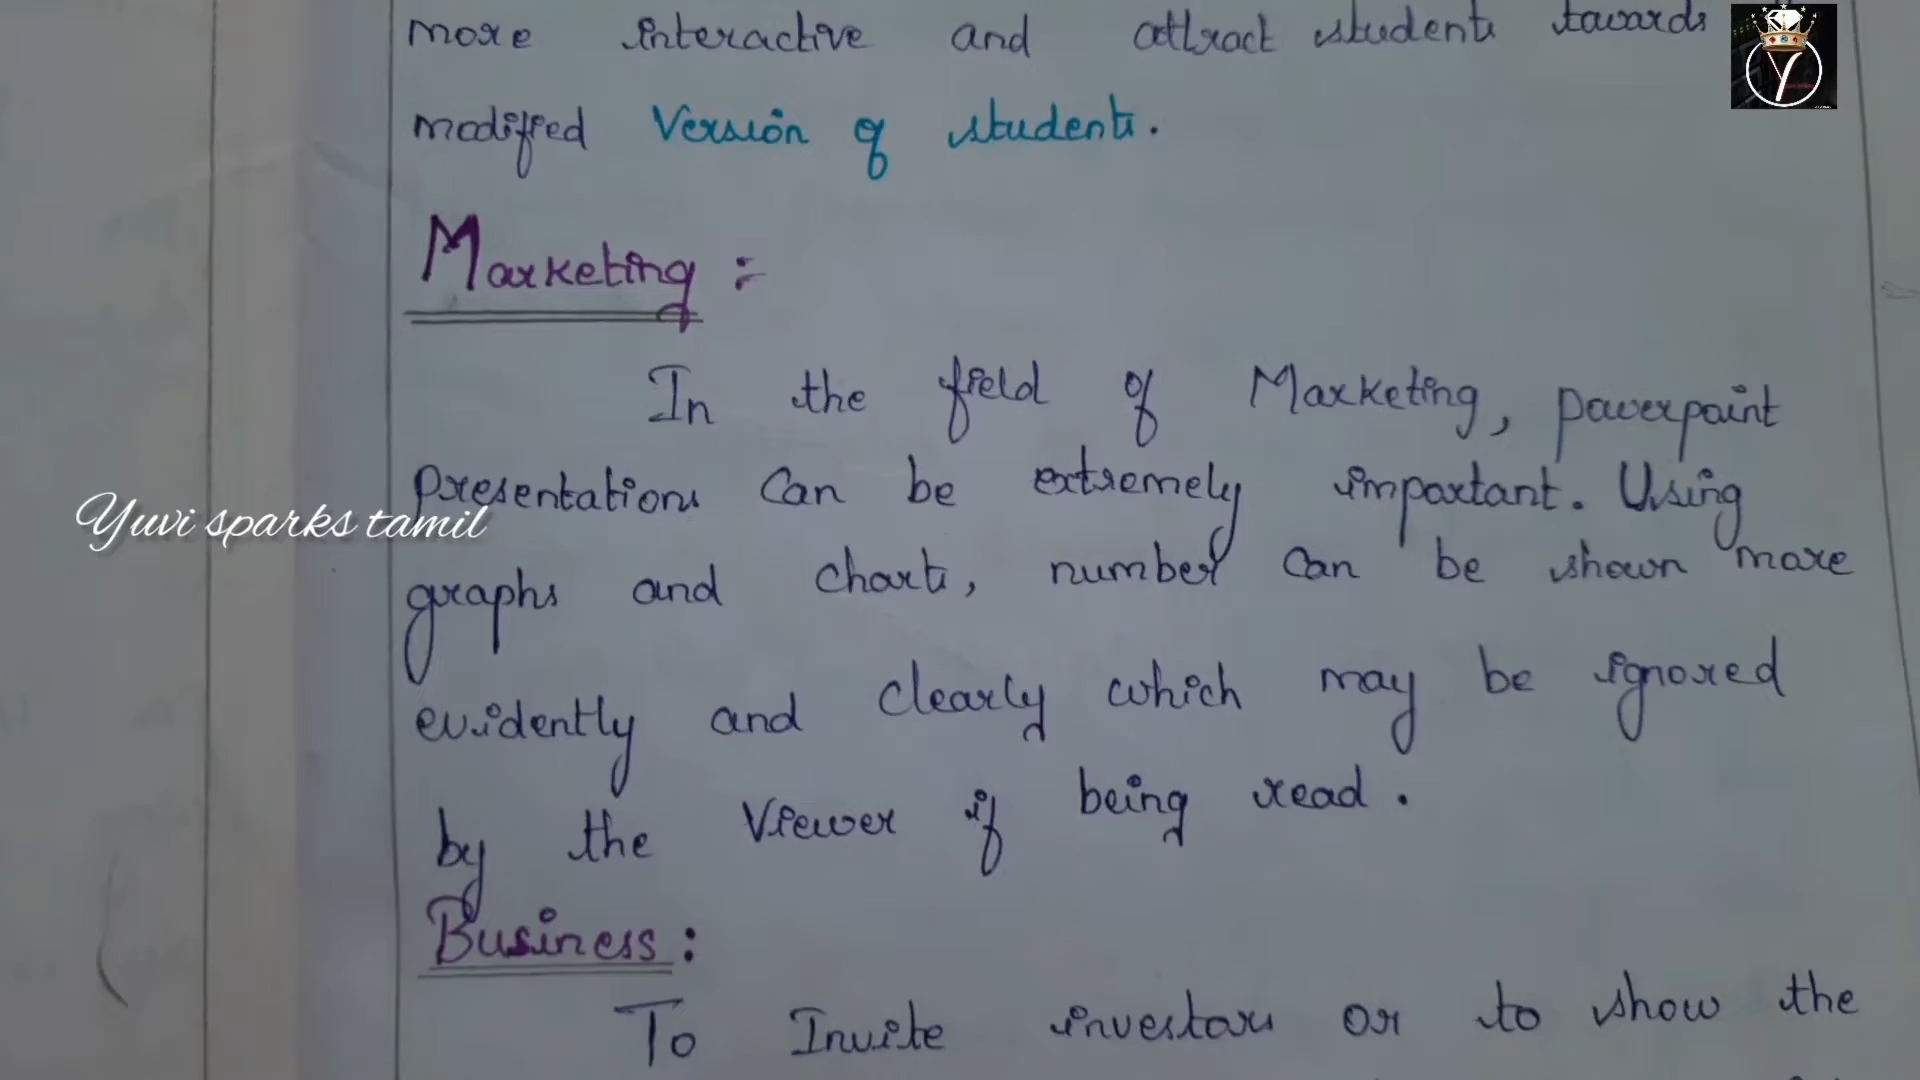 more interactive and attract students towards
modified Version of students.
Marketing :-
In the field of Marketing, powerpoint
presentations can be extremely important. Using
graphs and charts, number can be shown more
Yuvi sparks tamil
evidently and clearly which may be ignored
by the Viewer if being read.
Business :
To Invite investors or to show the